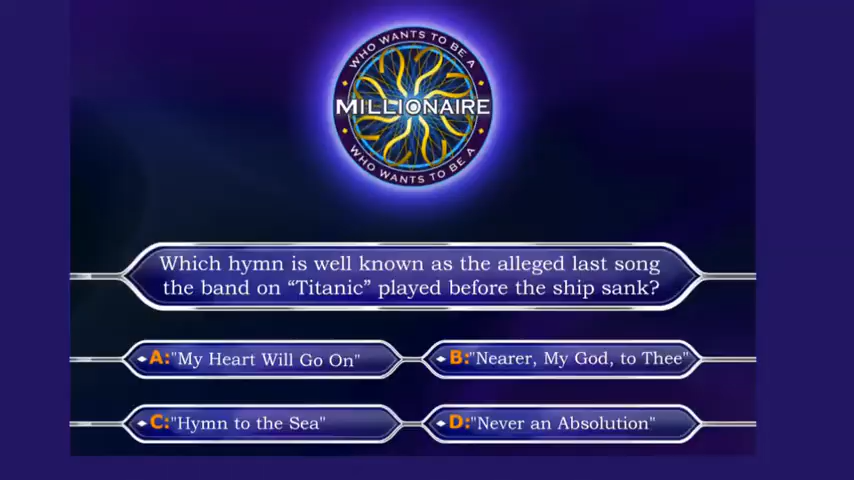 WHO WANTS TO BE A
MILLIONAIRE
WHO WANTS TO BE A
Which hymn is well known as the alleged last song
the band on “Titanic” played before the ship sank?
A:"My Heart Will Go On"
B:"Nearer, My God, to Thee"
C:"Hymn to the Sea"
D:"Never an Absolution"